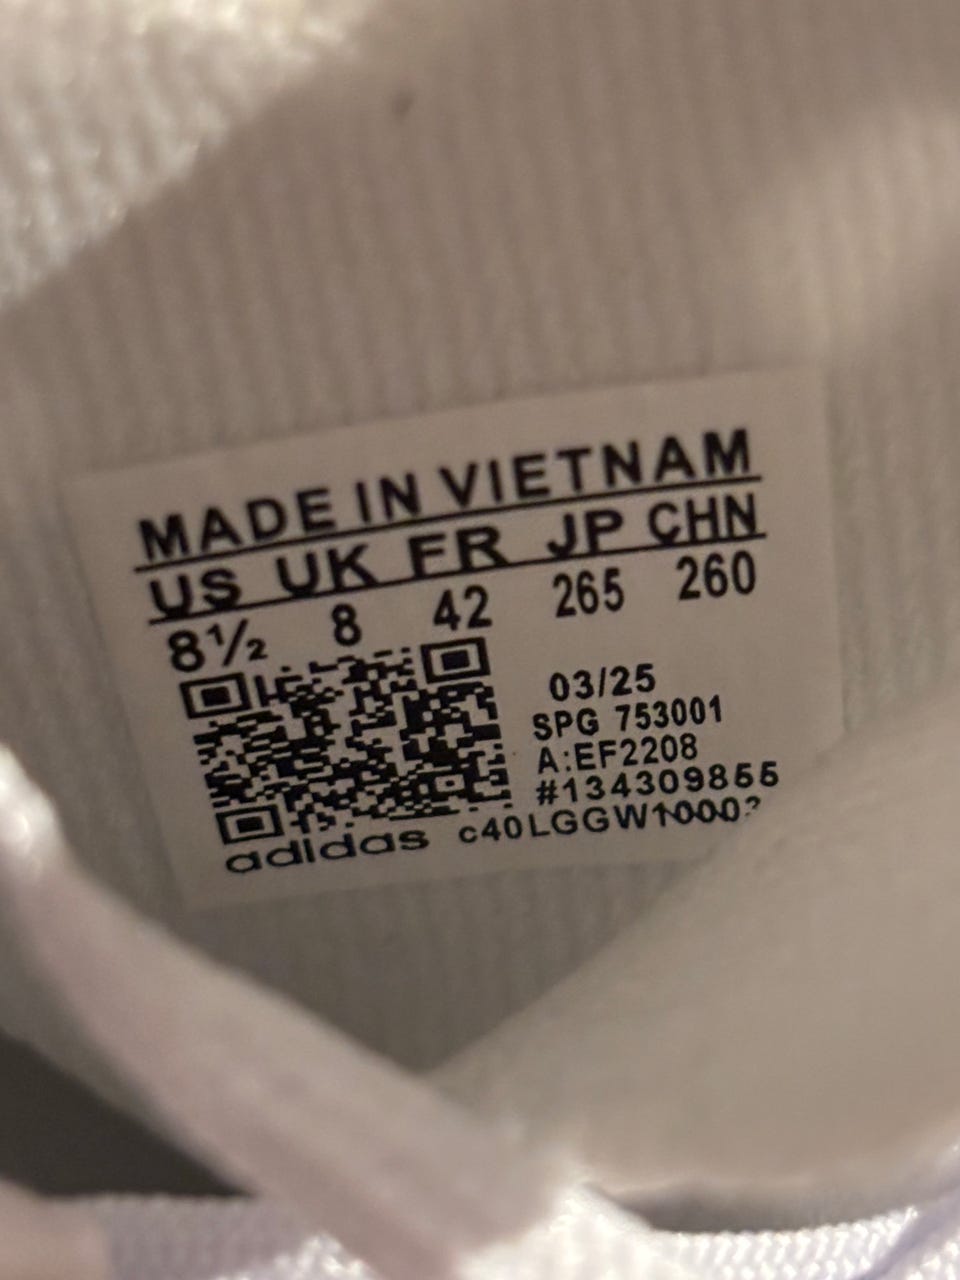 MADE IN VIETNAM
US UK FR JP CHN
8½ 8 42 265 260
03/25
SPG 753001
A:EF2208
#134309855
adidas